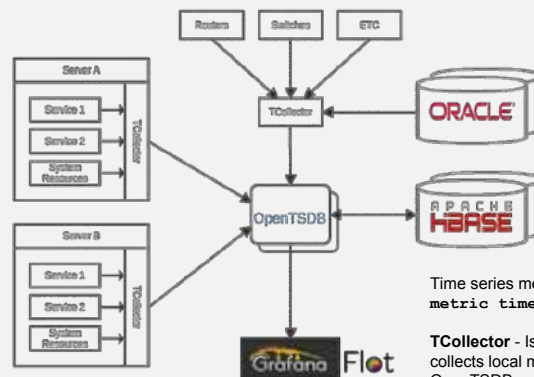 Routers
Switches
ETC
Server A
Service 1
Service 2
System
Resources
TCollector
TCollector
ORACLE
OpenTSDB
APACHE
HBASE
Server B
Service 1
Service 2
System
Resources
TCollector
Time series me
metric time
TCollector - Is
collects local m
Grafana
Flot